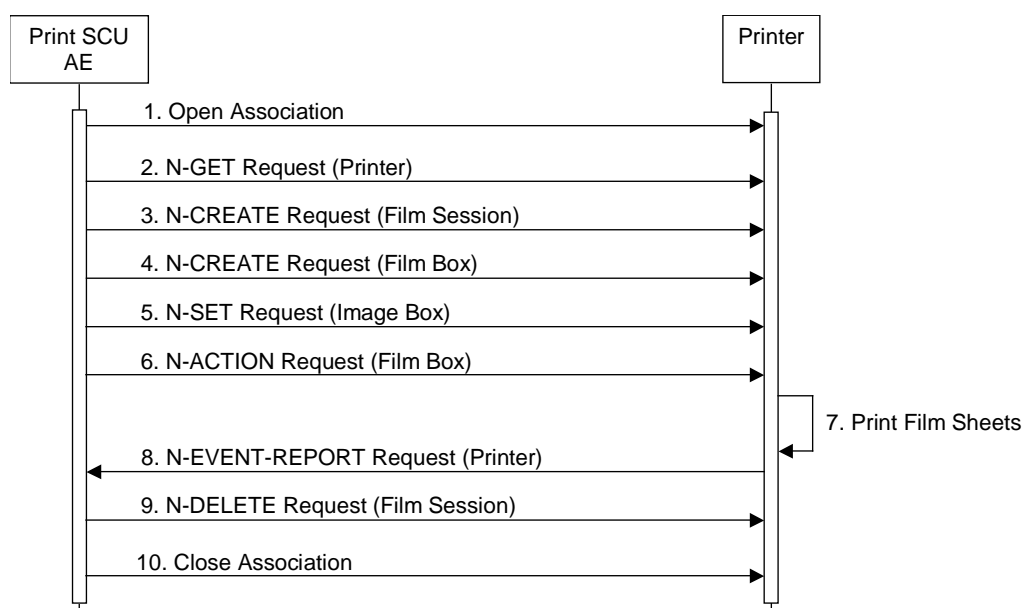 Print SCU
AE
Printer
1. Open Association
2. N-GET Request (Printer)
3. N-CREATE Request (Film Session)
4. N-CREATE Request (Film Box)
5. N-SET Request (Image Box)
6. N-ACTION Request (Film Box)
7. Print Film Sheets
8. N-EVENT-REPORT Request (Printer)
9. N-DELETE Request (Film Session)
10. Close Association